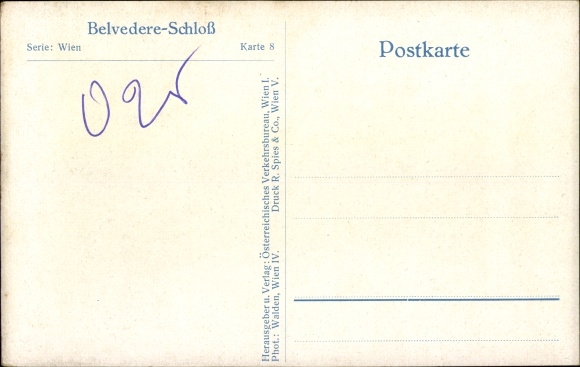 Belvedere-Schloß
Serie: Wien Karte 8
Postkarte
Herausgeber u. Verlag: Österreichisches Verkehrsbureau, Wien I.
Phot.: Walden, Wien IV. Druck R. Spies & Co., Wien V.